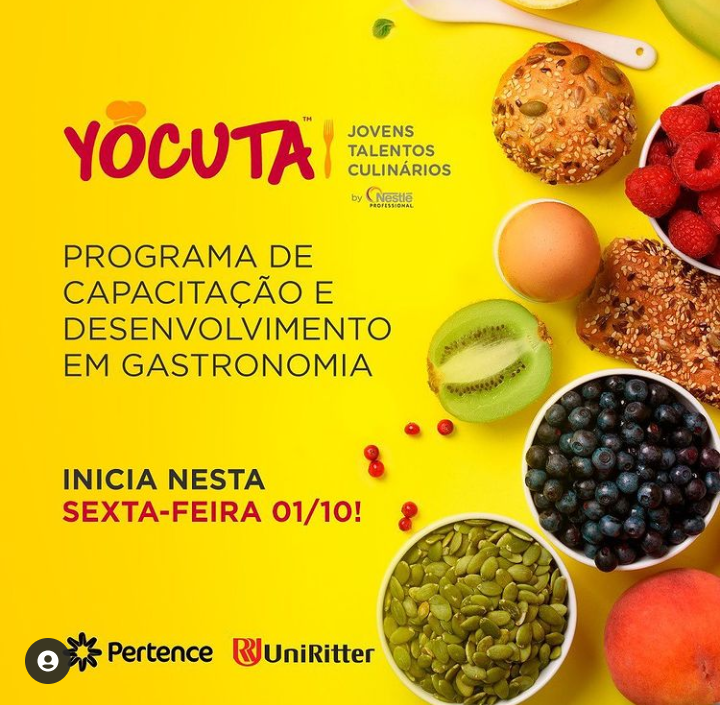 YOCUTA™
JOVENS
TALENTOS
CULINÁRIOS
by Nestlé
PROFESSIONAL
PROGRAMA DE
CAPACITAÇÃO E
DESENVOLVIMENTO
EM GASTRONOMIA
INICIA NESTA
SEXTA-FEIRA 01/10!
Pertence
UniRitter